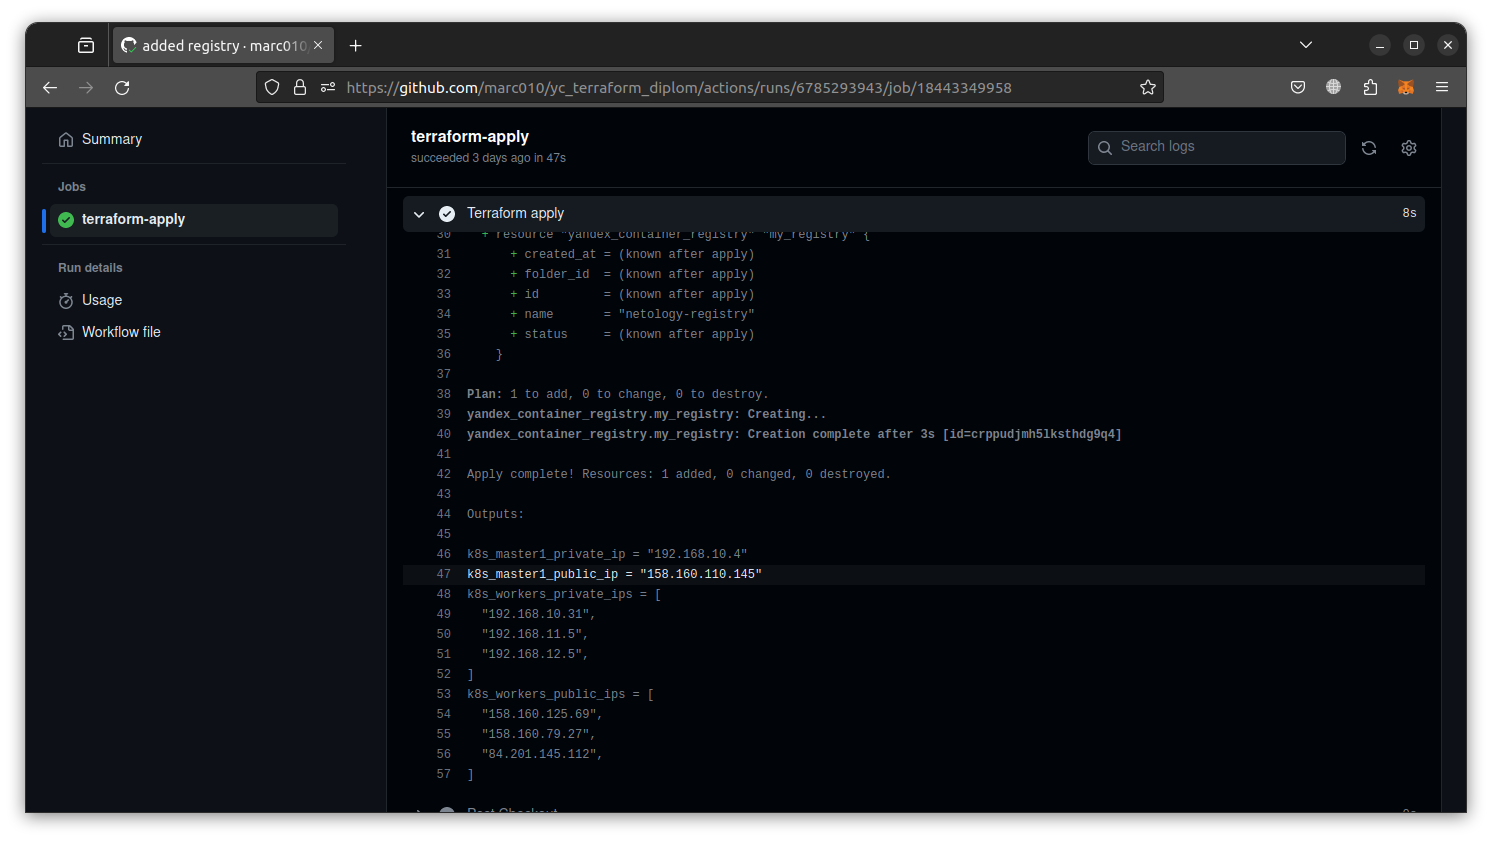 added registry · marc010
https://github.com/marc010/yc_terraform_diplom/actions/runs/6785293943/job/18443349958
Summary
Jobs
terraform-apply
Run details
Usage
Workflow file
terraform-apply
succeeded 3 days ago in 47s
Search logs
Terraform apply
8s
30 + resource "yandex_container_registry" "my_registry" {
31 + created_at = (known after apply)
32 + folder_id = (known after apply)
33 + id = (known after apply)
34 + name = "netology-registry"
35 + status = (known after apply)
36 }
37
38 Plan: 1 to add, 0 to change, 0 to destroy.
39 yandex_container_registry.my_registry: Creating...
40 yandex_container_registry.my_registry: Creation complete after 3s [id=crppudjmh5lksthdg9q4]
41
42 Apply complete! Resources: 1 added, 0 changed, 0 destroyed.
43
44 Outputs:
45
46 k8s_master1_private_ip = "192.168.10.4"
47 k8s_master1_public_ip = "158.160.110.145"
48 k8s_workers_private_ips = [
49 "192.168.10.31",
50 "192.168.11.5",
51 "192.168.12.5",
52 ]
53 k8s_workers_public_ips = [
54 "158.160.125.69",
55 "158.160.79.27",
56 "84.201.145.112",
57 ]
Post Checkout